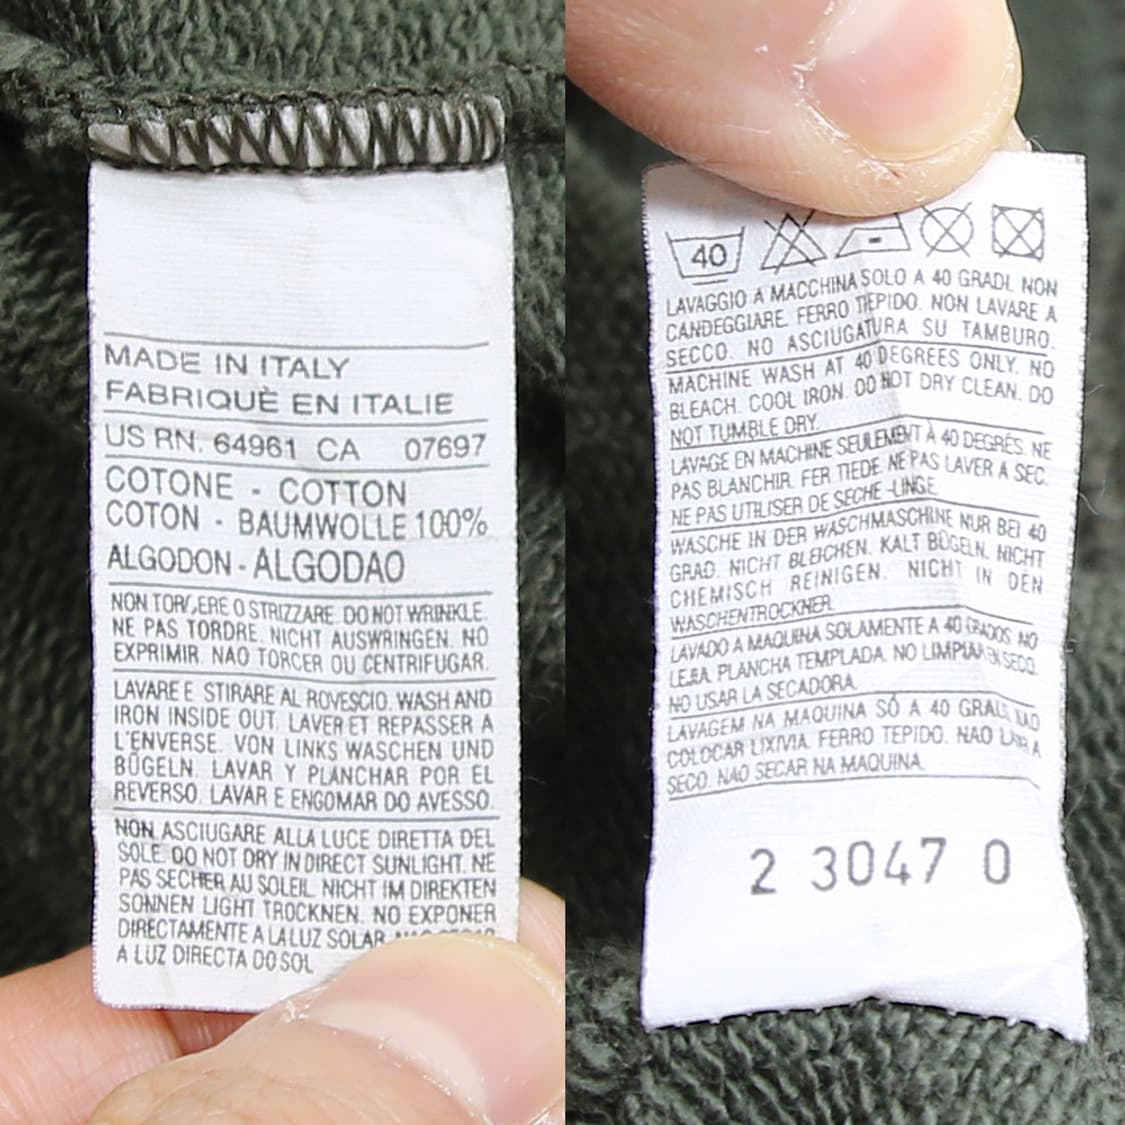 MADE IN ITALY
FABRIQUÈ EN ITALIE
US RN. 64961 CA 07697
COTONE - COTTON
COTON - BAUMWOLLE 100%
ALGODON - ALGODAO
NON TORCERE O STRIZZARE. DO NOT WRINKLE.
NE PAS TORDRE. NICHT AUSWRINGEN. NO
EXPRIMIR. NAO TORCER OU CENTRIFUGAR.
LAVARE E STIRARE AL ROVESCIO. WASH AND
IRON INSIDE OUT. LAVER ET REPASSER A
L'ENVERSE. VON LINKS WASCHEN UND
BÜGELN. LAVAR Y PLANCHAR POR EL
REVERSO. LAVAR E ENGOMAR DO AVESSO.
NON ASCIUGARE ALLA LUCE DIRETTA DEL
SOLE. DO NOT DRY IN DIRECT SUNLIGHT. NE
PAS SECHER AU SOLEIL. NICHT IM DIREKTEN
SONNEN LIGHT TROCKNEN. NO EXPONER
DIRECTAMENTE A LA LUZ SOLAR.
A LUZ DIRECTA DO SOL
40
LAVAGGIO A MACCHINA SOLO A 40 GRADI. NON
CANDEGGIARE. FERRO TIEPIDO. NON LAVARE A
SECCO. NO ASCIUGATURA SU TAMBURO.
MACHINE WASH AT 40 DEGREES ONLY. NO
BLEACH. COOL IRON. DO NOT DRY CLEAN. DO
NOT TUMBLE DRY.
LAVAGE EN MACHINE SEULEMENT À 40 DEGRÉS. NE
PAS BLANCHIR. FER TIEDE. NE PAS LAVER A SEC.
NE PAS UTILISER DE SECHE -LINGE.
WASCHE IN DER WASCHMASCHINE NUR BEI 40
GRAD. NICHT BLEICHEN. KALT BÜGELN. NICHT
CHEMISCH REINIGEN. NICHT IN DEN
WASCHENTROCKNER.
LAVADO A MAQUINA SOLAMENTE A 40 GRADOS. NO
LEJIA. PLANCHA TEMPLADA. NO LIMPIAR EN SECO.
NO USAR LA SECADORA.
LAVAGEM NA MAQUINA SÓ A 40 GRAUS. NAO
COLOCAR LIXIVIA. FERRO TEPIDO. NAO LAVAR A
SECO. NAO SECAR NA MAQUINA.
2 3047 0